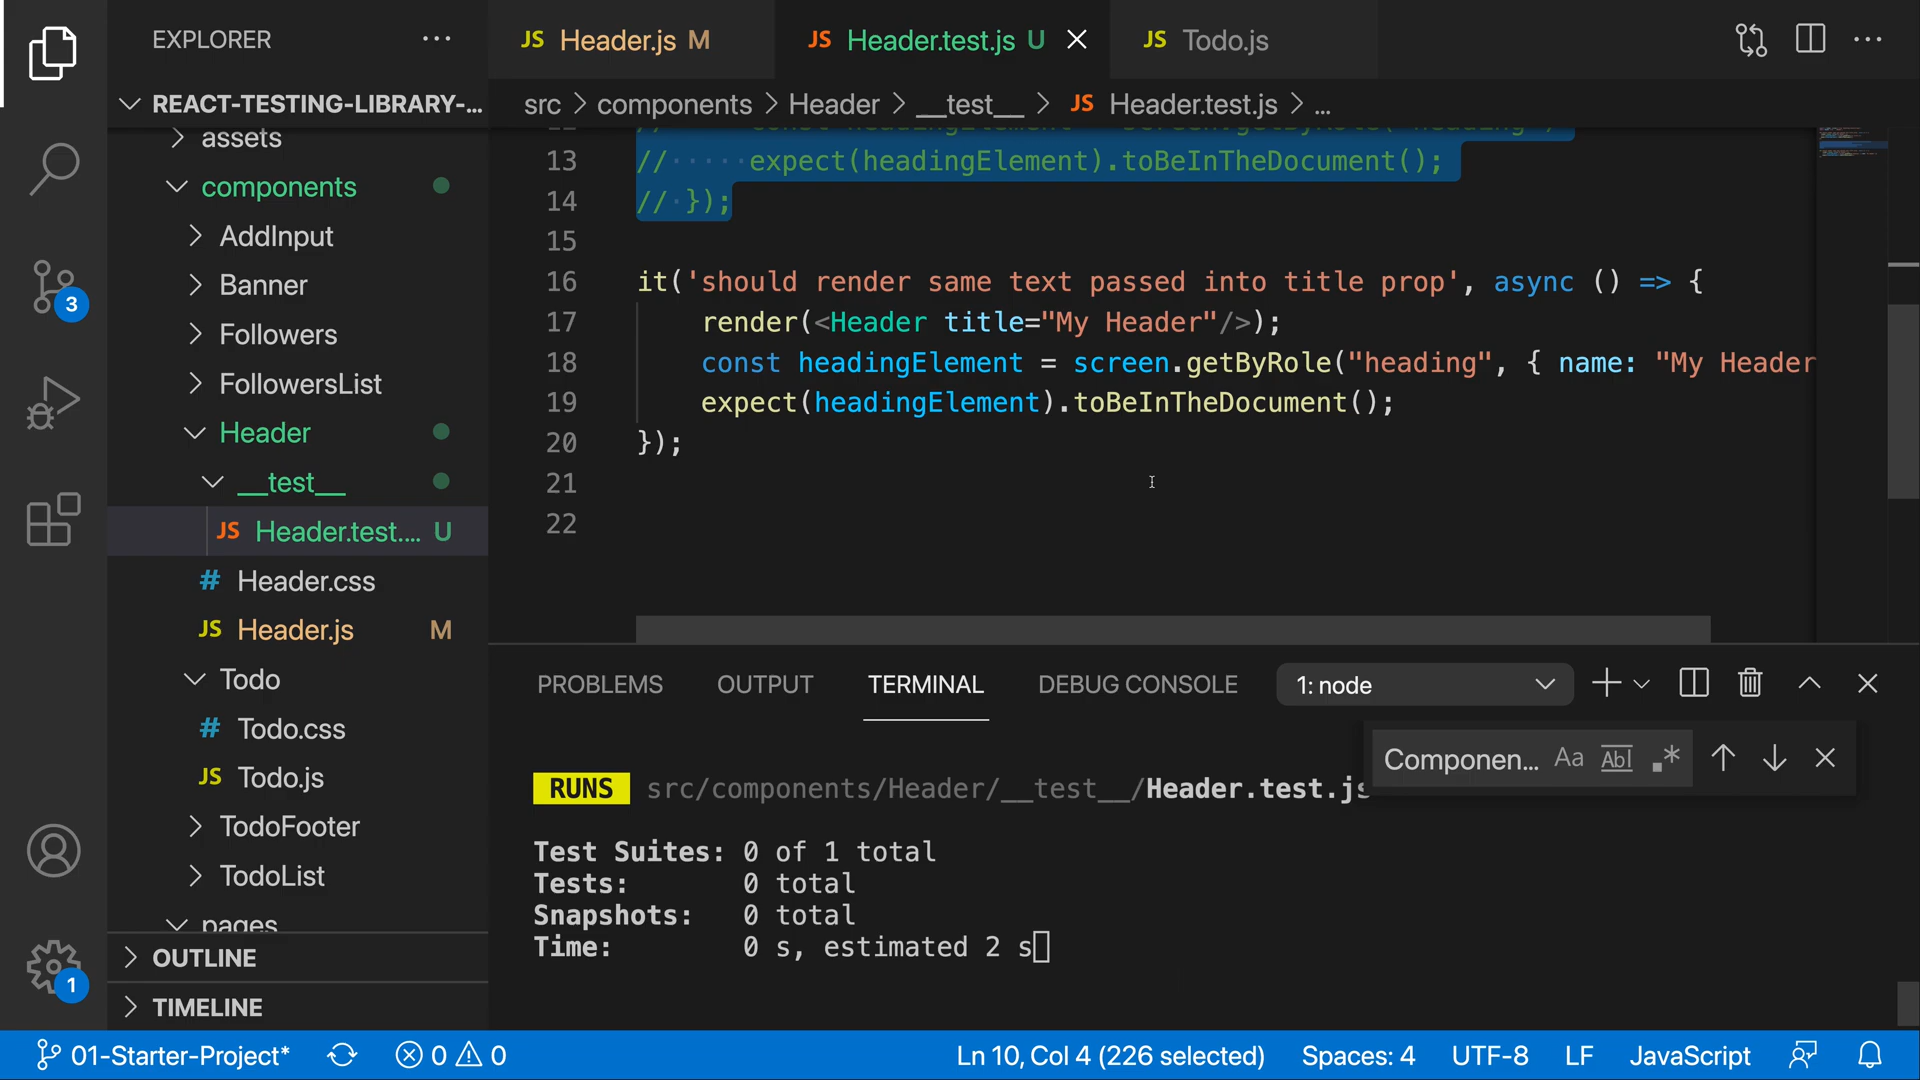 EXPLORER
REACT-TESTING-LIBRARY-...
assets
components
AddInput
Banner
Followers
FollowersList
Header
__test__
JS Header.test.... U
# Header.css
JS Header.js M
Todo
# Todo.css
JS Todo.js
TodoFooter
TodoList
pages
OUTLINE
TIMELINE
3
1
JS Header.js M
JS Header.test.js U
JS Todo.js
src > components > Header > __test__ > JS Header.test.js > ...
13 //····· expect(headingElement).toBeInTheDocument();
14 //·});
15
16 it('should render same text passed into title prop', async () => {
17 render(<Header title="My Header"/>);
18 const headingElement = screen.getByRole("heading", { name: "My Header
19 expect(headingElement).toBeInTheDocument();
20 });
21
22
PROBLEMS OUTPUT TERMINAL DEBUG CONSOLE 1: node
Componen... Aa Abl .*
RUNS src/components/Header/__test__/Header.test.js
Test Suites: 0 of 1 total
Tests: 0 total
Snapshots: 0 total
Time: 0 s, estimated 2 s
01-Starter-Project* 0 0 Ln 10, Col 4 (226 selected) Spaces: 4 UTF-8 LF JavaScript